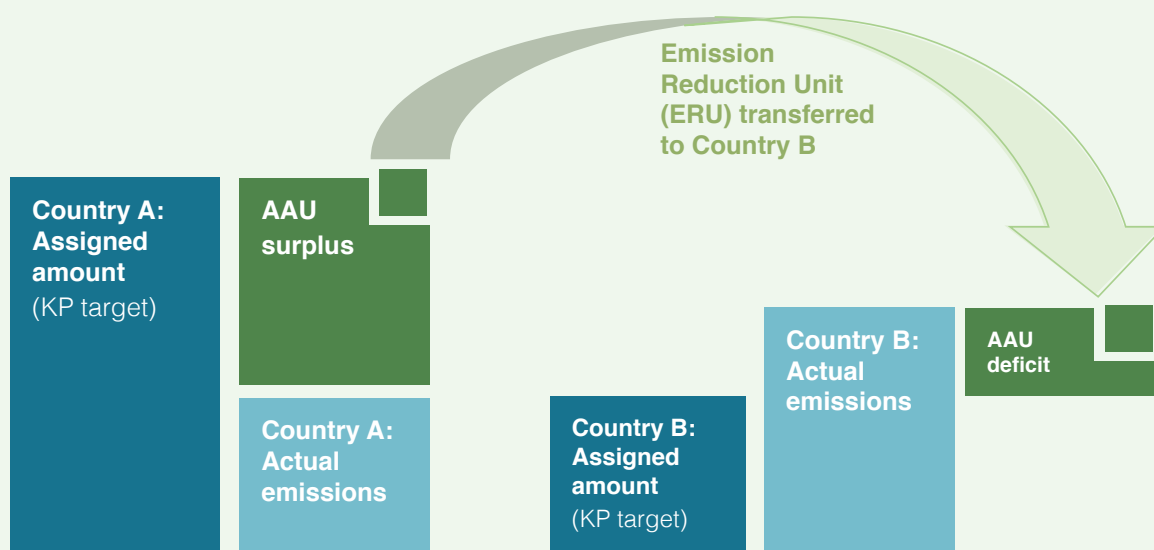 Emission
Reduction Unit
(ERU) transferred
to Country B
Country A:
Assigned
amount
(KP target)
AAU
surplus
Country A:
Actual
emissions
Country B:
Assigned
amount
(KP target)
Country B:
Actual
emissions
AAU
deficit